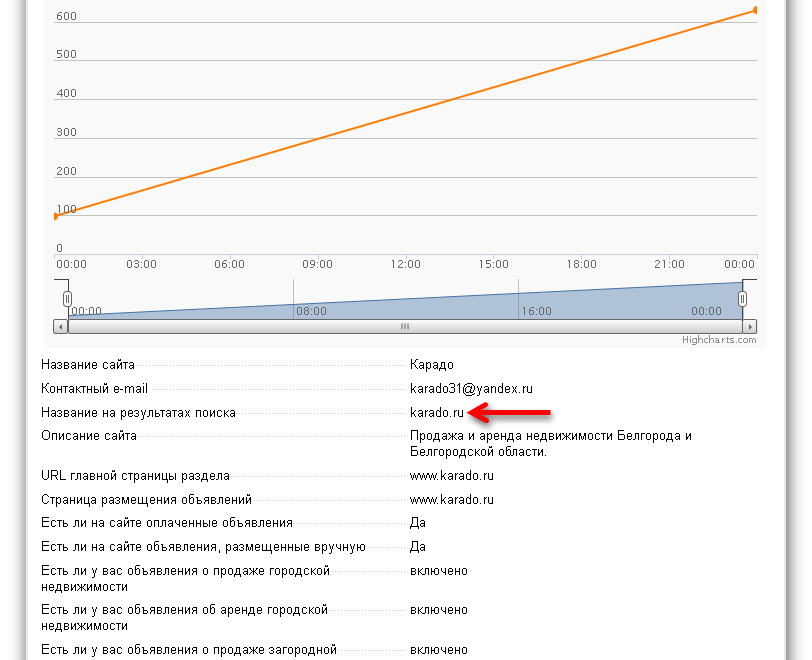 600
500
400
300
200
100
0
00:00 03:00 06:00 09:00 12:00 15:00 18:00 21:00 00:00
00:00 08:00 16:00 00:00
Highcharts.com
Название сайта Карадо
Контактный e-mail karado31@yandex.ru
Название на результатах поиска karado.ru
Описание сайта Продажа и аренда недвижимости Белгорода и
Белгородской области.
URL главной страницы раздела www.karado.ru
Страница размещения объявлений www.karado.ru
Есть ли на сайте оплаченные объявления Да
Есть ли на сайте объявления, размещенные вручную Да
Есть ли у вас объявления о продаже городской включено
недвижимости
Есть ли у вас объявления об аренде городской включено
недвижимости
Есть ли у вас объявления о продаже загородной включено